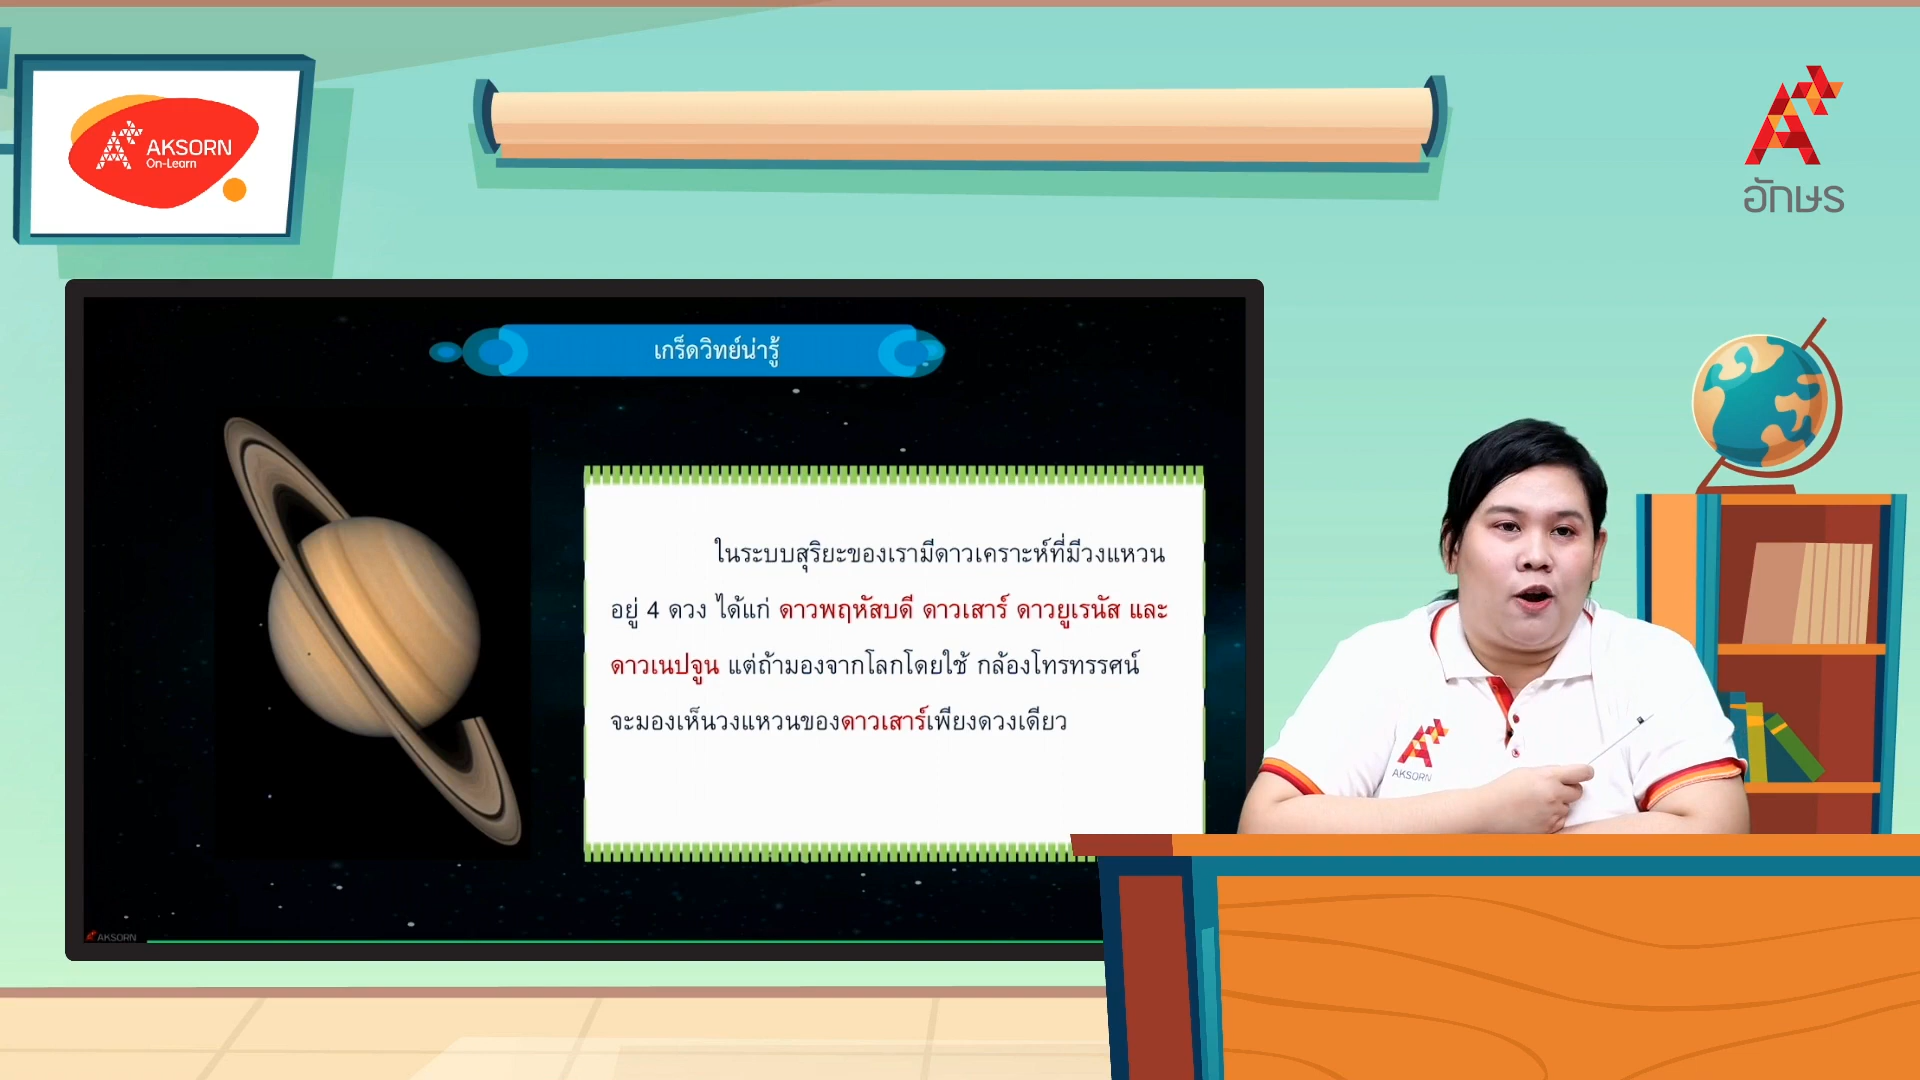 AKSORN
On-Learn
อักษร
เกร็ดวิทย์น่ารู้
ในระบบสุริยะของเรามีดาวเคราะห์ที่มีวงแหวน
อยู่ 4 ดวง ได้แก่ ดาวพฤหัสบดี ดาวเสาร์ ดาวยูเรนัส และ
ดาวเนปจูน แต่ถ้ามองจากโลกโดยใช้ กล้องโทรทรรศน์
จะมองเห็นวงแหวนของดาวเสาร์เพียงดวงเดียว
AKSORN
AKSORN